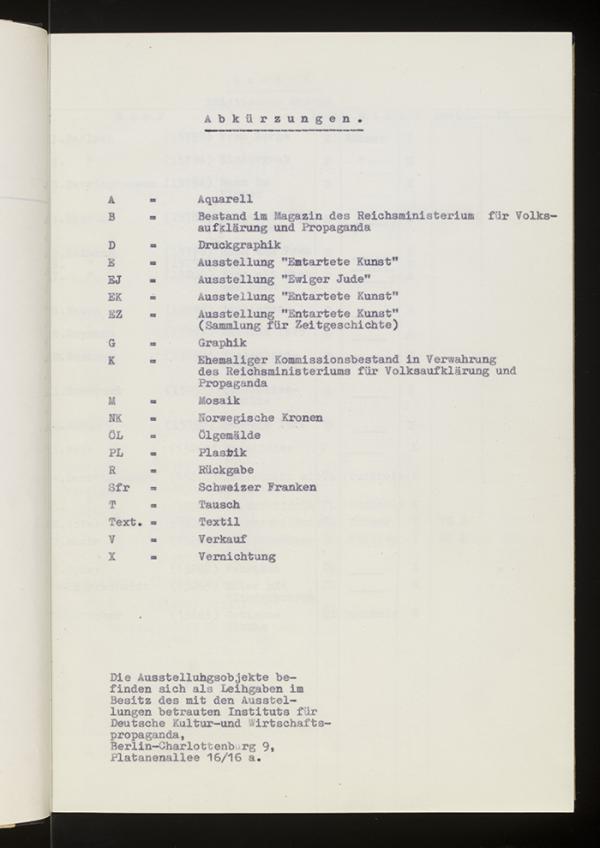 Abkürzungen.
A = Aquarell
B = Bestand im Magazin des Reichsministerium für Volks-
aufklärung und Propaganda
D = Druckgraphik
E = Ausstellung "Entartete Kunst"
EJ = Ausstellung "Ewiger Jude"
EK = Ausstellung "Entartete Kunst"
EZ = Ausstellung "Entartete Kunst"
(Sammlung für Zeitgeschichte)
G = Graphik
K = Ehemaliger Kommissionsbestand in Verwahrung
des Reichsministeriums für Volksaufklärung und
Propaganda
M = Mosaik
NK = Norwegische Kronen
ÖL = Ölgemälde
PL = Plastik
R = Rückgabe
Sfr = Schweizer Franken
T = Tausch
Text. = Textil
V = Verkauf
X = Vernichtung
Die Ausstelluhgsobjekte be-
finden sich als Leihgaben im
Besitz des mit den Ausstel-
lungen betrauten Instituts für
Deutsche Kultur-und Wirtschafts-
propaganda,
Berlin-Charlottenburg 9,
Platanenallee 16/16 a.